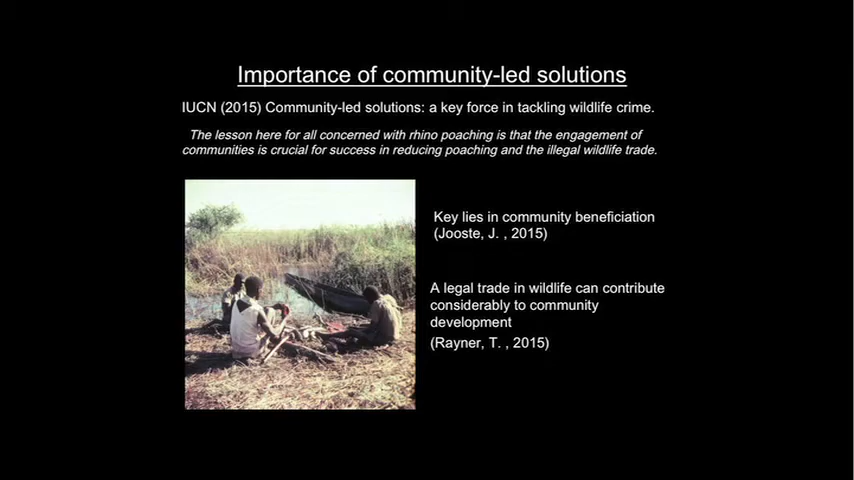 Importance of community-led solutions
IUCN (2015) Community-led solutions: a key force in tackling wildlife crime.
The lesson here for all concerned with rhino poaching is that the engagement of
communities is crucial for success in reducing poaching and the illegal wildlife trade.
Key lies in community beneficiation
(Jooste, J. , 2015)
A legal trade in wildlife can contribute
considerably to community
development
(Rayner, T. , 2015)